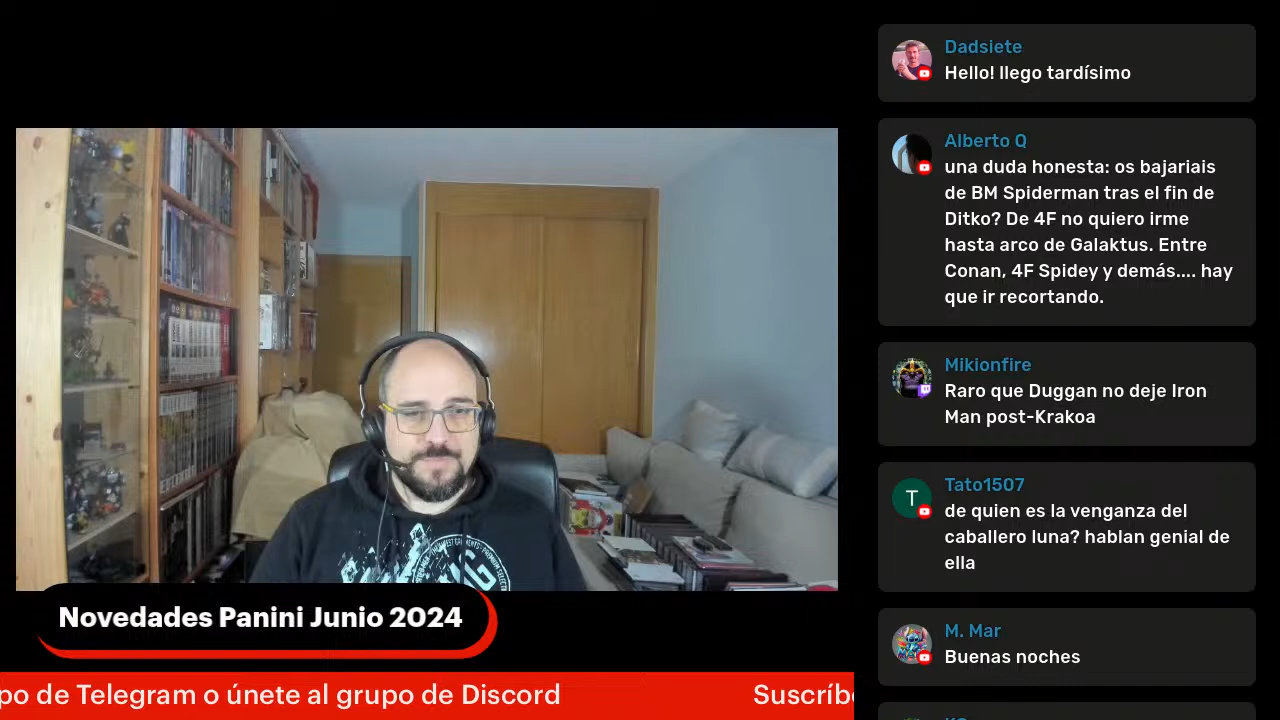 Dadsiete
Hello! llego tardísimo
Alberto Q
una duda honesta: os bajariais
de BM Spiderman tras el fin de
Ditko? De 4F no quiero irme
hasta arco de Galaktus. Entre
Conan, 4F Spidey y demás.... hay
que ir recortando.
Mikionfire
Raro que Duggan no deje Iron
Man post-Krakoa
T
Tato1507
de quien es la venganza del
caballero luna? hablan genial de
ella
M. Mar
Buenas noches
Novedades Panini Junio 2024
po de Telegram o únete al grupo de Discord
Suscríb